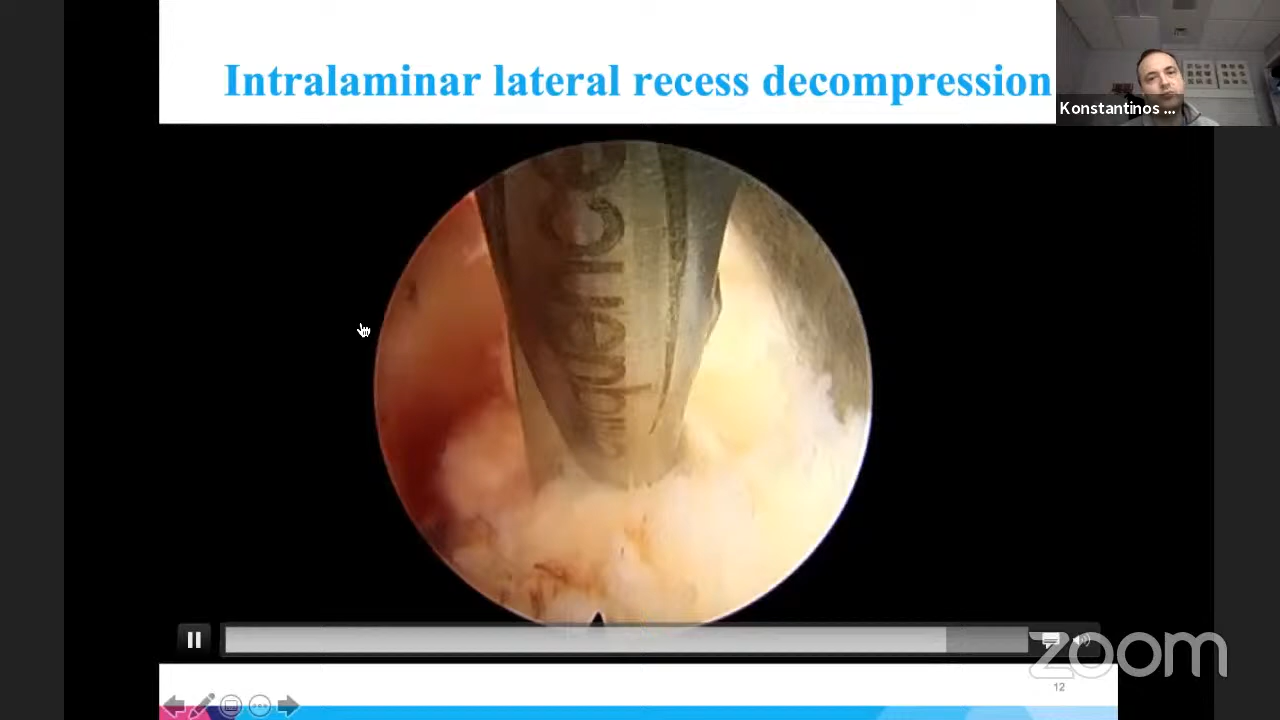 Intralaminar lateral recess decompression
Konstantinos ...
zoom
12